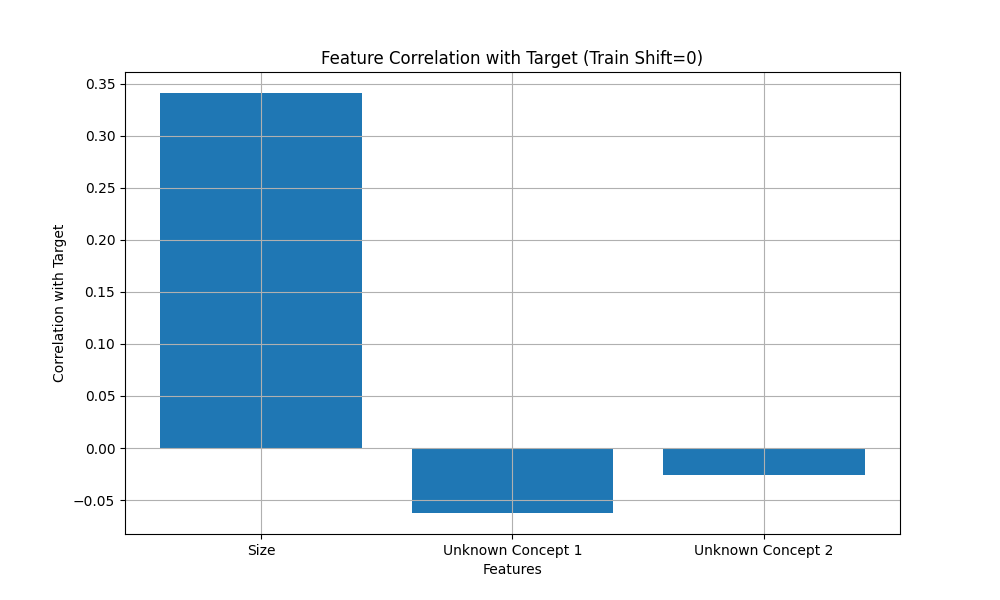 Feature Correlation with Target (Train Shift=0)
Correlation with Target
0.35
0.30
0.25
0.20
0.15
0.10
0.05
0.00
−0.05
Size
Unknown Concept 1
Unknown Concept 2
Features